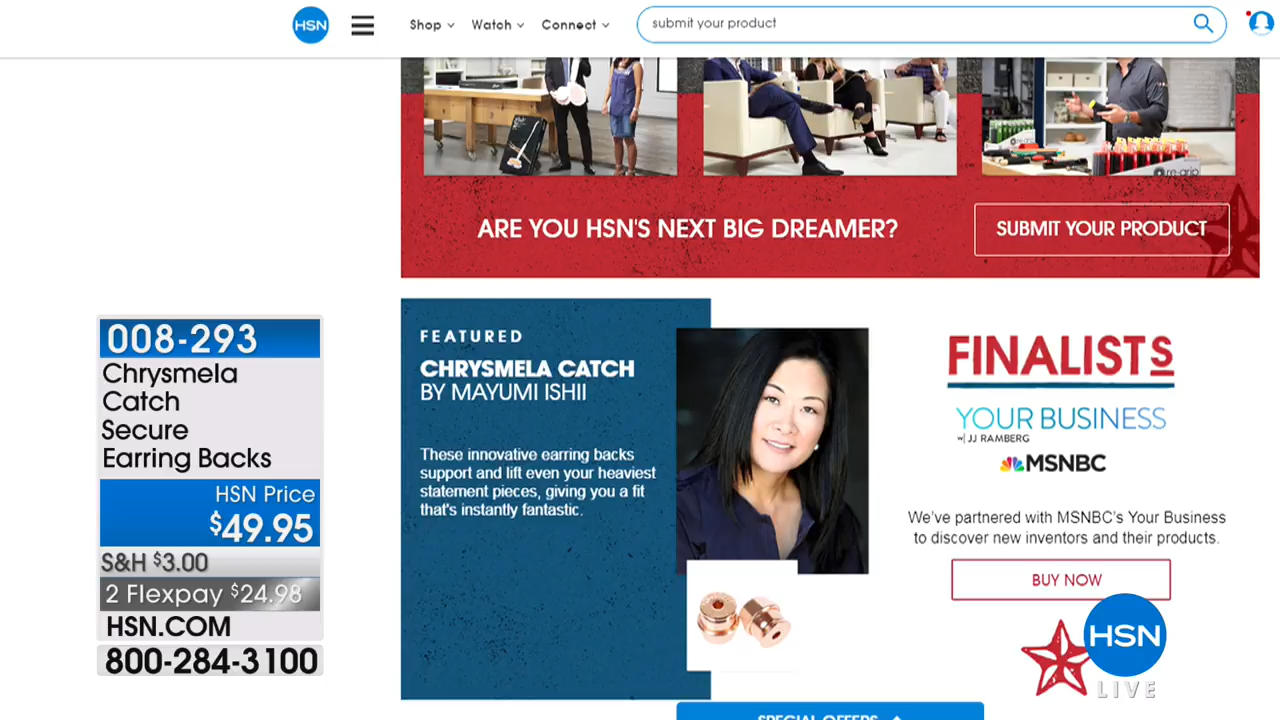 HSN
Shop
Watch
Connect
submit your product
re-grip
ARE YOU HSN'S NEXT BIG DREAMER?
SUBMIT YOUR PRODUCT
008-293
Chrysmela
Catch
Secure
Earring Backs
HSN Price
$49.95
S&H $3.00
2 Flexpay $24.98
HSN.COM
800-284-3100
FEATURED
CHRYSMELA CATCH
BY MAYUMI ISHII
These innovative earring backs
support and lift even your heaviest
statement pieces, giving you a fit
that's instantly fantastic.
FINALISTS
YOUR BUSINESS
w| JJ RAMBERG
MSNBC
We've partnered with MSNBC's Your Business
to discover new inventors and their products.
BUY NOW
HSN
LIVE
SPECIAL OFFERS